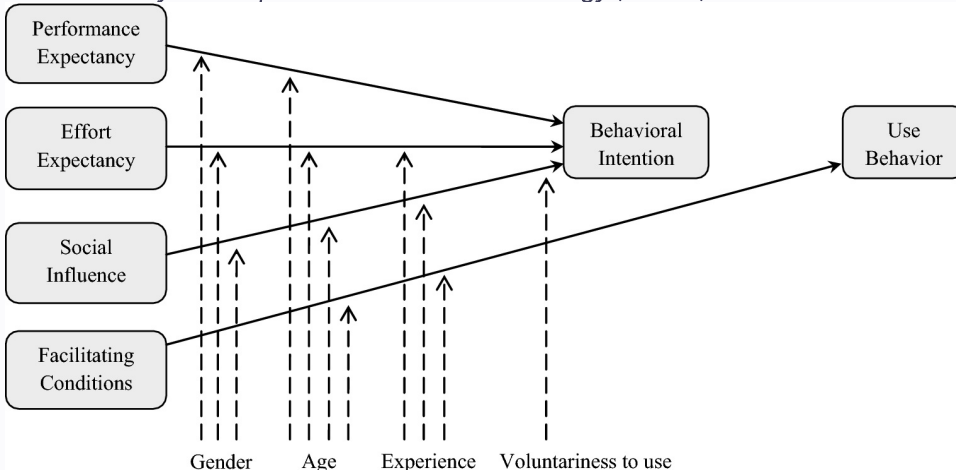 Performance
Expectancy
Effort
Expectancy
Behavioral
Intention
Use
Behavior
Social
Influence
Facilitating
Conditions
Gender Age Experience Voluntariness to use